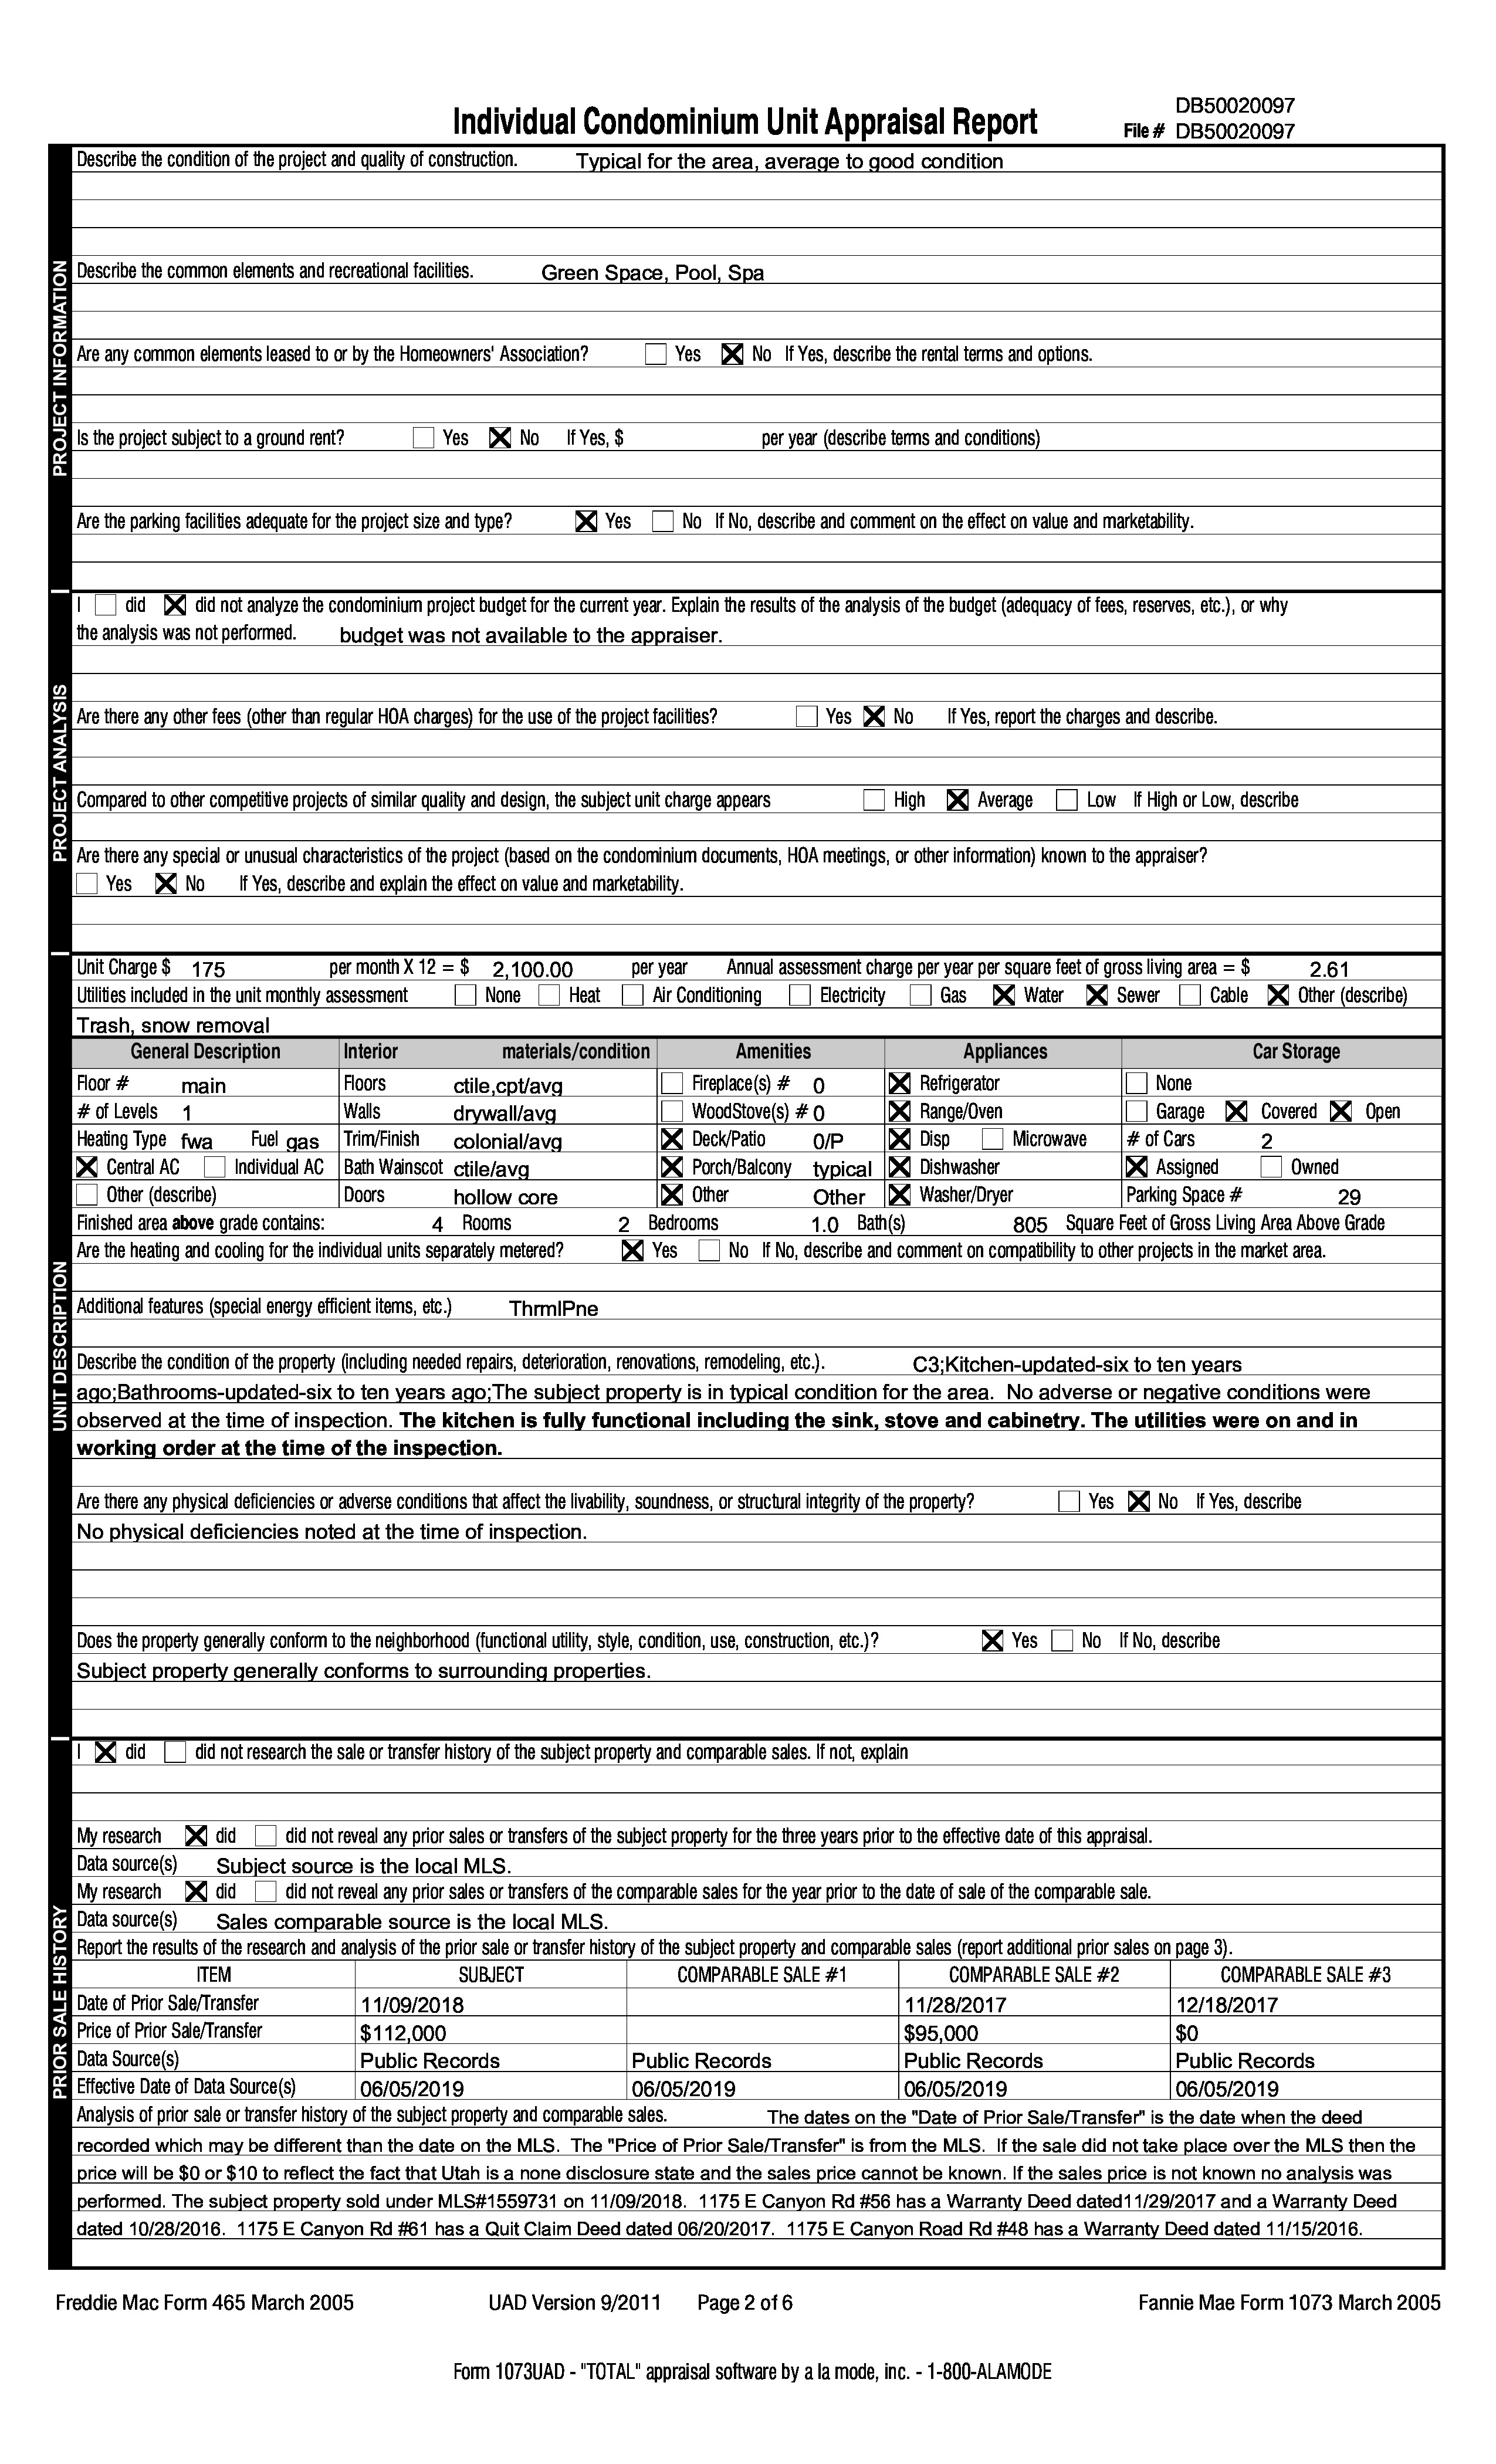 DB50020097
Individual Condominium Unit Appraisal Report File # DB50020097
PROJECT INFORMATION
Describe the condition of the project and quality of construction. Typical for the area, average to good condition
Describe the common elements and recreational facilities. Green Space, Pool, Spa
Are any common elements leased to or by the Homeowners' Association? Yes No If Yes, describe the rental terms and options.
Is the project subject to a ground rent? Yes No If Yes, $ per year (describe terms and conditions)
Are the parking facilities adequate for the project size and type? Yes No If No, describe and comment on the effect on value and marketability.
PROJECT ANALYSIS
I did did not analyze the condominium project budget for the current year. Explain the results of the analysis of the budget (adequacy of fees, reserves, etc.), or why
the analysis was not performed. budget was not available to the appraiser.
Are there any other fees (other than regular HOA charges) for the use of the project facilities? Yes No If Yes, report the charges and describe.
Compared to other competitive projects of similar quality and design, the subject unit charge appears High Average Low If High or Low, describe
Are there any special or unusual characteristics of the project (based on the condominium documents, HOA meetings, or other information) known to the appraiser?
Yes No If Yes, describe and explain the effect on value and marketability.
UNIT DESCRIPTION
Unit Charge $ 175 per month X 12 = $ 2,100.00 per year Annual assessment charge per year per square feet of gross living area = $ 2.61
Utilities included in the unit monthly assessment None Heat Air Conditioning Electricity Gas Water Sewer Cable Other (describe)
Trash, snow removal
General Description Interior materials/condition Amenities Appliances Car Storage
Floor # main Floors ctile,cpt/avg Fireplace(s) # 0 Refrigerator None
# of Levels 1 Walls drywall/avg WoodStove(s) # 0 Range/Oven Garage Covered Open
Heating Type fwa Fuel gas Trim/Finish colonial/avg Deck/Patio 0/P Disp Microwave # of Cars 2
Central AC Individual AC Bath Wainscot ctile/avg Porch/Balcony typical Dishwasher Assigned Owned
Other (describe) Doors hollow core Other Other Washer/Dryer Parking Space # 29
Finished area above grade contains: 4 Rooms 2 Bedrooms 1.0 Bath(s) 805 Square Feet of Gross Living Area Above Grade
Are the heating and cooling for the individual units separately metered? Yes No If No, describe and comment on compatibility to other projects in the market area.
Additional features (special energy efficient items, etc.) ThrmlPne
Describe the condition of the property (including needed repairs, deterioration, renovations, remodeling, etc.). C3;Kitchen-updated-six to ten years
ago;Bathrooms-updated-six to ten years ago;The subject property is in typical condition for the area. No adverse or negative conditions were
observed at the time of inspection. The kitchen is fully functional including the sink, stove and cabinetry. The utilities were on and in
working order at the time of the inspection.
Are there any physical deficiencies or adverse conditions that affect the livability, soundness, or structural integrity of the property? Yes No If Yes, describe
No physical deficiencies noted at the time of inspection.
Does the property generally conform to the neighborhood (functional utility, style, condition, use, construction, etc.)? Yes No If No, describe
Subject property generally conforms to surrounding properties.
PRIOR SALE HISTORY
I did did not research the sale or transfer history of the subject property and comparable sales. If not, explain
My research did did not reveal any prior sales or transfers of the subject property for the three years prior to the effective date of this appraisal.
Data source(s) Subject source is the local MLS.
My research did did not reveal any prior sales or transfers of the comparable sales for the year prior to the date of sale of the comparable sale.
Data source(s) Sales comparable source is the local MLS.
Report the results of the research and analysis of the prior sale or transfer history of the subject property and comparable sales (report additional prior sales on page 3).
ITEM SUBJECT COMPARABLE SALE #1 COMPARABLE SALE #2 COMPARABLE SALE #3
Date of Prior Sale/Transfer 11/09/2018 11/28/2017 12/18/2017
Price of Prior Sale/Transfer $112,000 $95,000 $0
Data Source(s) Public Records Public Records Public Records Public Records
Effective Date of Data Source(s) 06/05/2019 06/05/2019 06/05/2019 06/05/2019
Analysis of prior sale or transfer history of the subject property and comparable sales. The dates on the "Date of Prior Sale/Transfer" is the date when the deed
recorded which may be different than the date on the MLS. The "Price of Prior Sale/Transfer" is from the MLS. If the sale did not take place over the MLS then the
price will be $0 or $10 to reflect the fact that Utah is a none disclosure state and the sales price cannot be known. If the sales price is not known no analysis was
performed. The subject property sold under MLS#1559731 on 11/09/2018. 1175 E Canyon Rd #56 has a Warranty Deed dated11/29/2017 and a Warranty Deed
dated 10/28/2016. 1175 E Canyon Rd #61 has a Quit Claim Deed dated 06/20/2017. 1175 E Canyon Road Rd #48 has a Warranty Deed dated 11/15/2016.
Freddie Mac Form 465 March 2005 UAD Version 9/2011 Page 2 of 6 Fannie Mae Form 1073 March 2005
Form 1073UAD - "TOTAL" appraisal software by a la mode, inc. - 1-800-ALAMODE